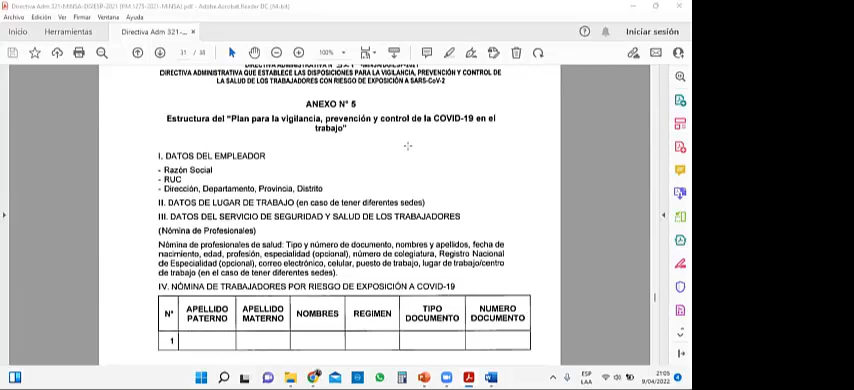 Directiva Adm 321-MINSA-DGIESP-2021 (RM.1275-2021-MINSA).pdf - Adobe Acrobat Reader DC (64-bit)
Archivo Edición Ver Firmar Ventana Ayuda
Inicio Herramientas Directiva Adm 321-... × Iniciar sesión
31 / 38 100%
DIRECTIVA ADMINISTRATIVA QUE ESTABLECE LAS DISPOSICIONES PARA LA VIGILANCIA, PREVENCIÓN Y CONTROL DE
LA SALUD DE LOS TRABAJADORES CON RIESGO DE EXPOSICIÓN A SARS-CoV-2
ANEXO N° 5
Estructura del "Plan para la vigilancia, prevención y control de la COVID-19 en el
trabajo"
I. DATOS DEL EMPLEADOR
- Razón Social
- RUC
- Dirección, Departamento, Provincia, Distrito
II. DATOS DE LUGAR DE TRABAJO (en caso de tener diferentes sedes)
III. DATOS DEL SERVICIO DE SEGURIDAD Y SALUD DE LOS TRABAJADORES
(Nómina de Profesionales)
Nómina de profesionales de salud: Tipo y número de documento, nombres y apellidos, fecha de
nacimiento, edad, profesión, especialidad (opcional), número de colegiatura, Registro Nacional
de Especialidad (opcional), correo electrónico, celular, puesto de trabajo, lugar de trabajo/centro
de trabajo (en el caso de tener diferentes sedes).
IV. NÓMINA DE TRABAJADORES POR RIESGO DE EXPOSICIÓN A COVID-19
N° APELLIDO PATERNO APELLIDO MATERNO NOMBRES REGIMEN TIPO DOCUMENTO NUMERO DOCUMENTO
1
ESP 21:05
LAA 9/04/2022